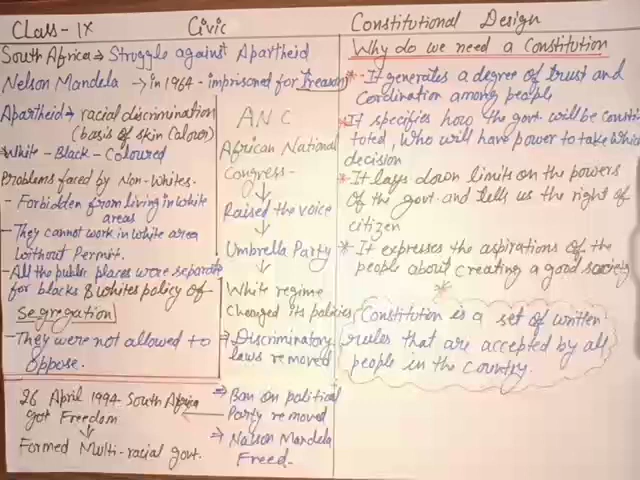 Class-IX Civic Constitutional Design
South Africa → Struggle against Apartheid
Nelson Mandela → in 1964 - imprisoned for treason
Apartheid → racial discrimination
(basis of skin Colour)
* White - Black - Coloured
Problems faced by Non-Whites.
- Forbidden from living in white
areas
- They cannot work in white area
without Permit.
- All the public places were separate
for blacks & whites policy of
Segregation
- They were not allowed to
oppose.
26 April 1994 South Africa
got Freedom
↓
Formed Multi-racial govt.
ANC
African National
Congress-
↓
Raised the voice
↓
Umbrella Party
↓
White regime
Changed its policies
⇒ Discriminatory
laws removed
⇒ Ban on political
Party removed
⇒ Nelson Mandela
Freed-
Why do we need a Constitution
* - It generates a degree of trust and
Cordination among people
* It specifies how the govt will be consti
tuted, Who will have power to take which
decision
* It lays down limits on the powers
Of the govt. and tells us the right of
citizen
* It expresses the aspirations of the
people about creating a good society
*
Constitution is a set of written
rules that are accepted by all
people in the country.